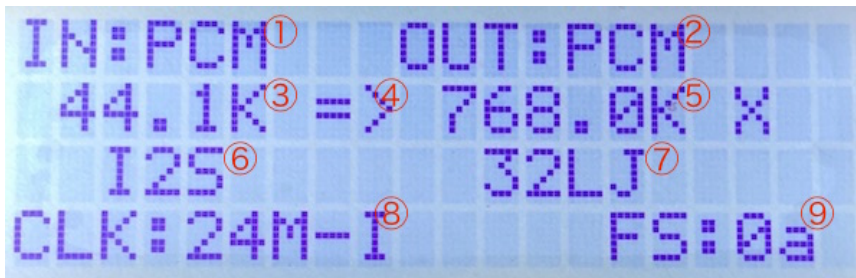 IN:PCM① OUT:PCM②
44.1K③ =>④ 768.0K⑤ X
I2S⑥ 32LJ⑦
CLK:24M-I⑧ FS:0a⑨